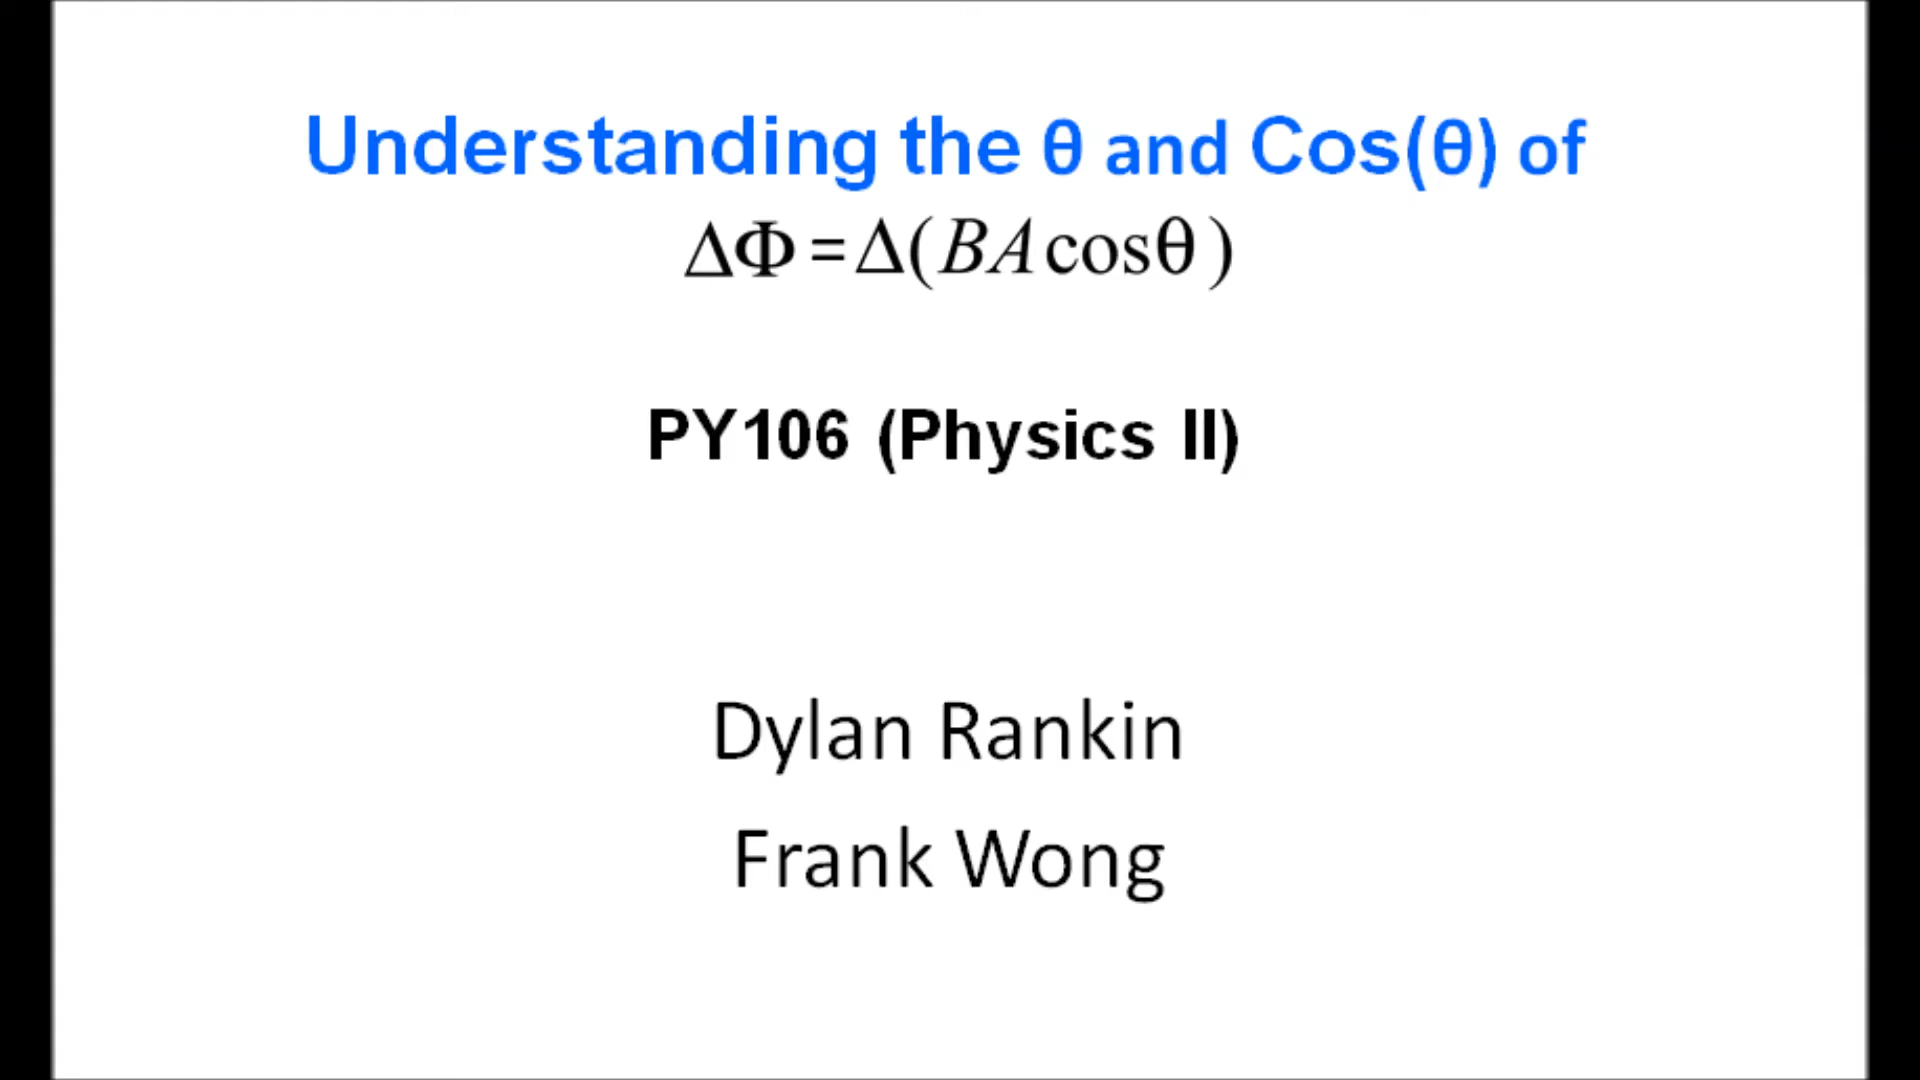 Understanding the θ and Cos(θ) of
ΔΦ=Δ(BAcosθ)
PY106 (Physics II)
Dylan Rankin
Frank Wong